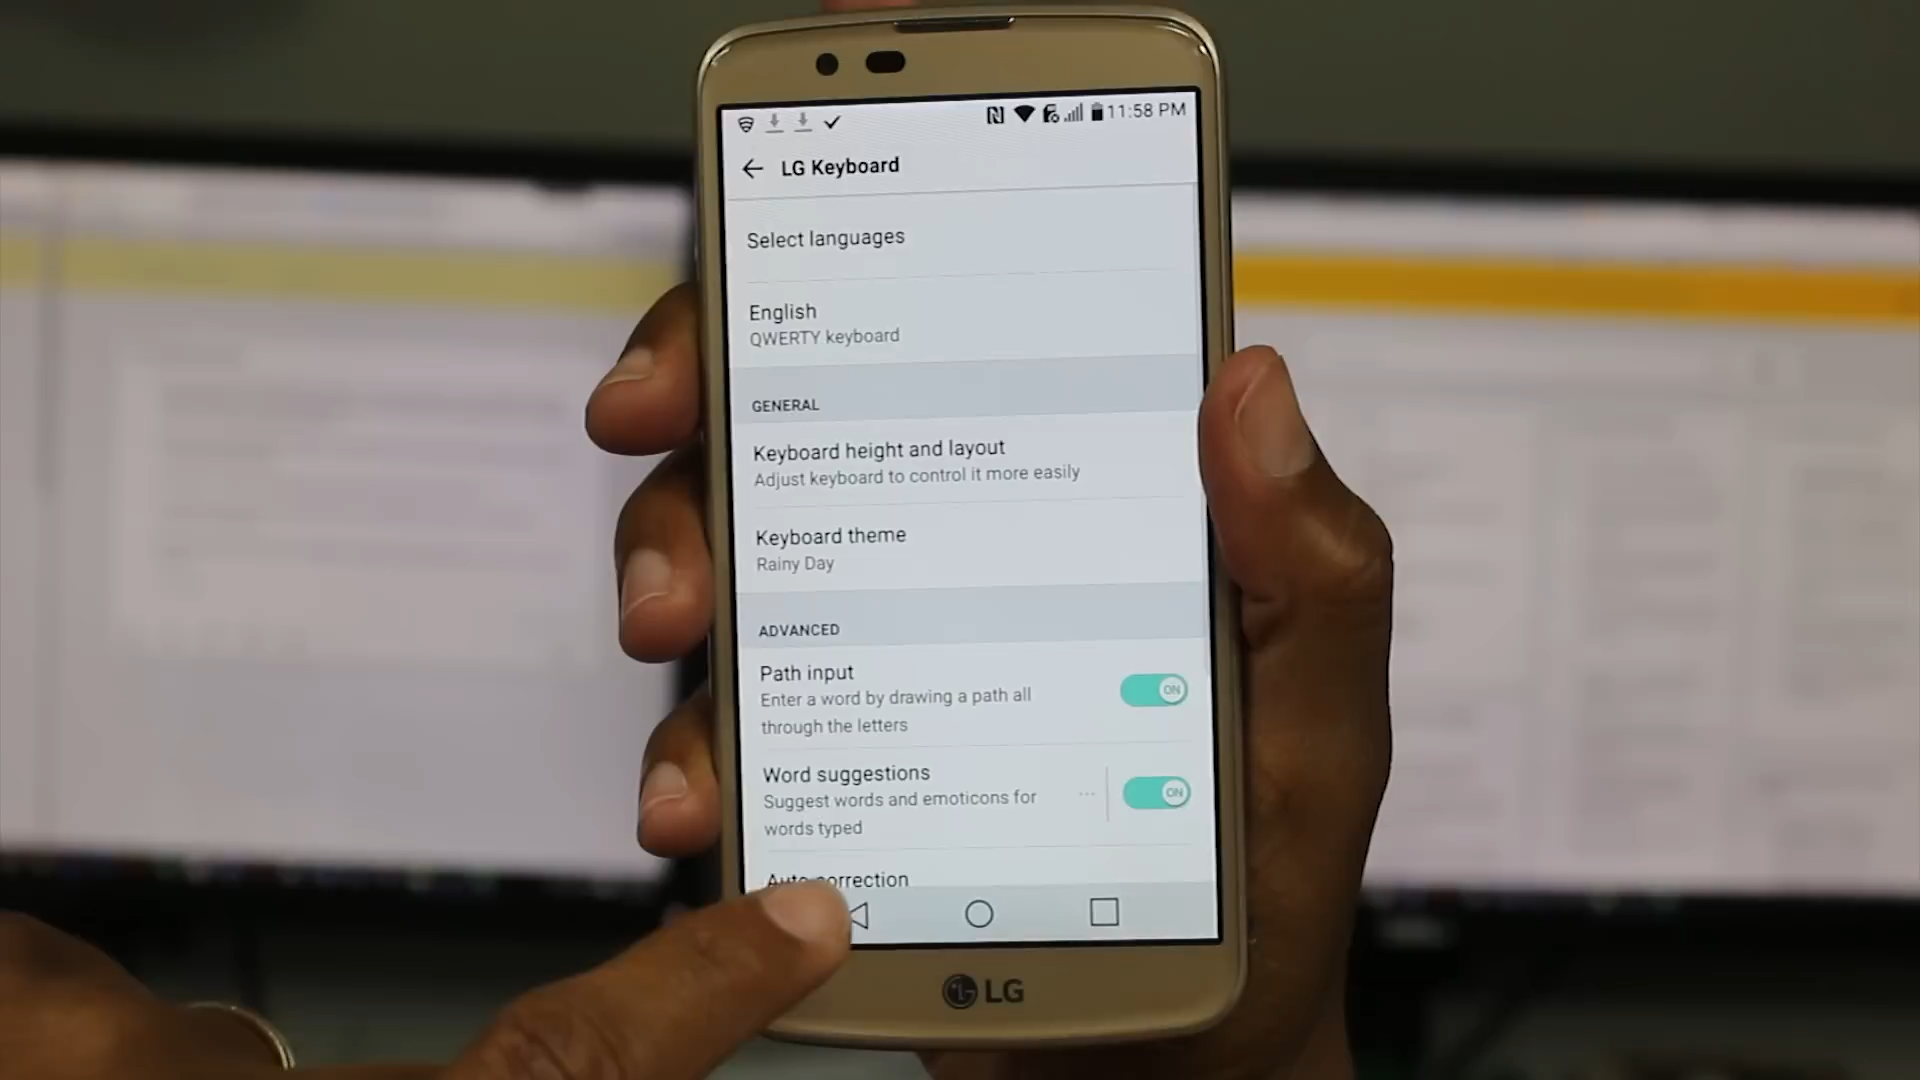 11:58 PM
LG Keyboard
Select languages
English
QWERTY keyboard
GENERAL
Keyboard height and layout
Adjust keyboard to control it more easily
Keyboard theme
Rainy Day
ADVANCED
Path input
Enter a word by drawing a path all
through the letters
ON
Word suggestions
Suggest words and emoticons for
words typed
...
ON
Auto correction
LG